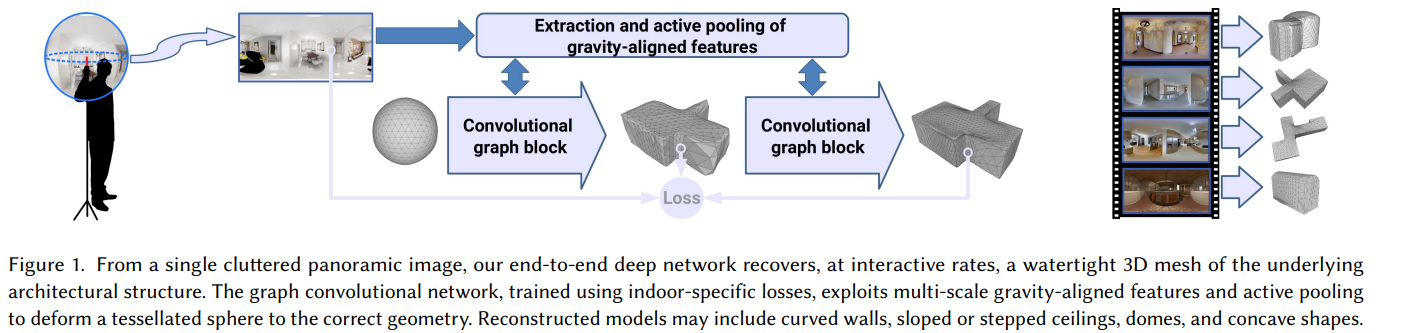 Extraction and active pooling of
gravity-aligned features
Convolutional
graph block
Convolutional
graph block
Loss
Figure 1. From a single cluttered panoramic image, our end-to-end deep network recovers, at interactive rates, a watertight 3D mesh of the underlying
architectural structure. The graph convolutional network, trained using indoor-specific losses, exploits multi-scale gravity-aligned features and active pooling
to deform a tessellated sphere to the correct geometry. Reconstructed models may include curved walls, sloped or stepped ceilings, domes, and concave shapes.